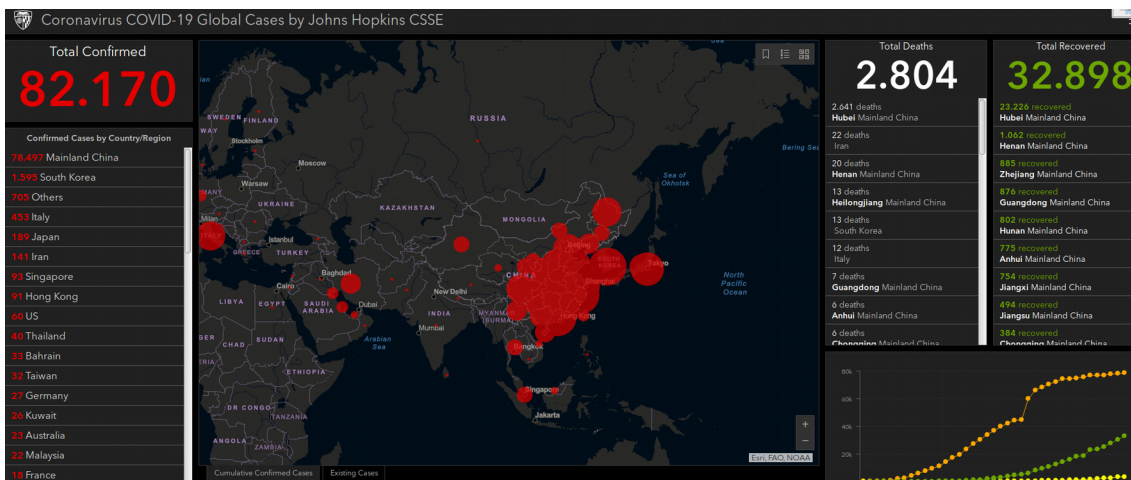 Coronavirus COVID-19 Global Cases by Johns Hopkins CSSE
Total Confirmed
82.170
Confirmed Cases by Country/Region
78.497 Mainland China
1.595 South Korea
705 Others
453 Italy
189 Japan
141 Iran
93 Singapore
91 Hong Kong
60 US
40 Thailand
33 Bahrain
32 Taiwan
27 Germany
26 Kuwait
23 Australia
22 Malaysia
18 France
SWEDEN
FINLAND
RUSSIA
Stockholm
Moscow
Bering Sea
Sea of
Okhotsk
Warsaw
UKRAINE
KAZAKHSTAN
MONGOLIA
Milan
ITALY
Istanbul
GREECE
TURKEY
Beijing
SOUTH
KOREA
Tokyo
CHINA
Shanghai
Baghdad
Cairo
North
Pacific
Ocean
New Delhi
LIBYA
EGYPT
SAUDI
ARABIA
Dubai
INDIA
MYANMAR
(BURMA)
Hong Kong
Mumbai
Arabian
Sea
CHAD
SUDAN
Bangkok
ETHIOPIA
Singapore
DR CONGO
TANZANIA
Jakarta
ANGOLA
ZAMBIA
+
−
Esri, FAO, NOAA
Cumulative Confirmed Cases
Existing Cases
Total Deaths
2.804
2.641 deaths
Hubei Mainland China
22 deaths
Iran
20 deaths
Henan Mainland China
13 deaths
Heilongjiang Mainland China
13 deaths
South Korea
12 deaths
Italy
7 deaths
Guangdong Mainland China
6 deaths
Anhui Mainland China
6 deaths
Chongqing Mainland China
Total Recovered
32.898
23.226 recovered
Hubei Mainland China
1.062 recovered
Henan Mainland China
885 recovered
Zhejiang Mainland China
876 recovered
Guangdong Mainland China
802 recovered
Hunan Mainland China
775 recovered
Anhui Mainland China
754 recovered
Jiangxi Mainland China
494 recovered
Jiangsu Mainland China
384 recovered
Chongqing Mainland China
80k
60k
40k
20k